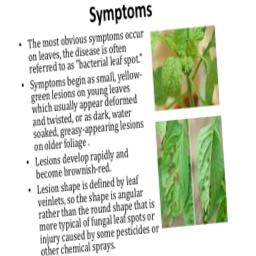 Symptoms
• The most obvious symptoms occur
on leaves, the disease is often
referred to as "bacterial leaf spot."
• Symptoms begin as small, yellow-
green lesions on young leaves
which usually appear deformed
and twisted, or as dark, water
soaked, greasy-appearing lesions
on older foliage .
• Lesions develop rapidly and
become brownish-red.
• Lesion shape is defined by leaf
veinlets, so the shape is angular
rather than the round shape that is
more typical of fungal leaf spots or
injury caused by some pesticides or
other chemical sprays.